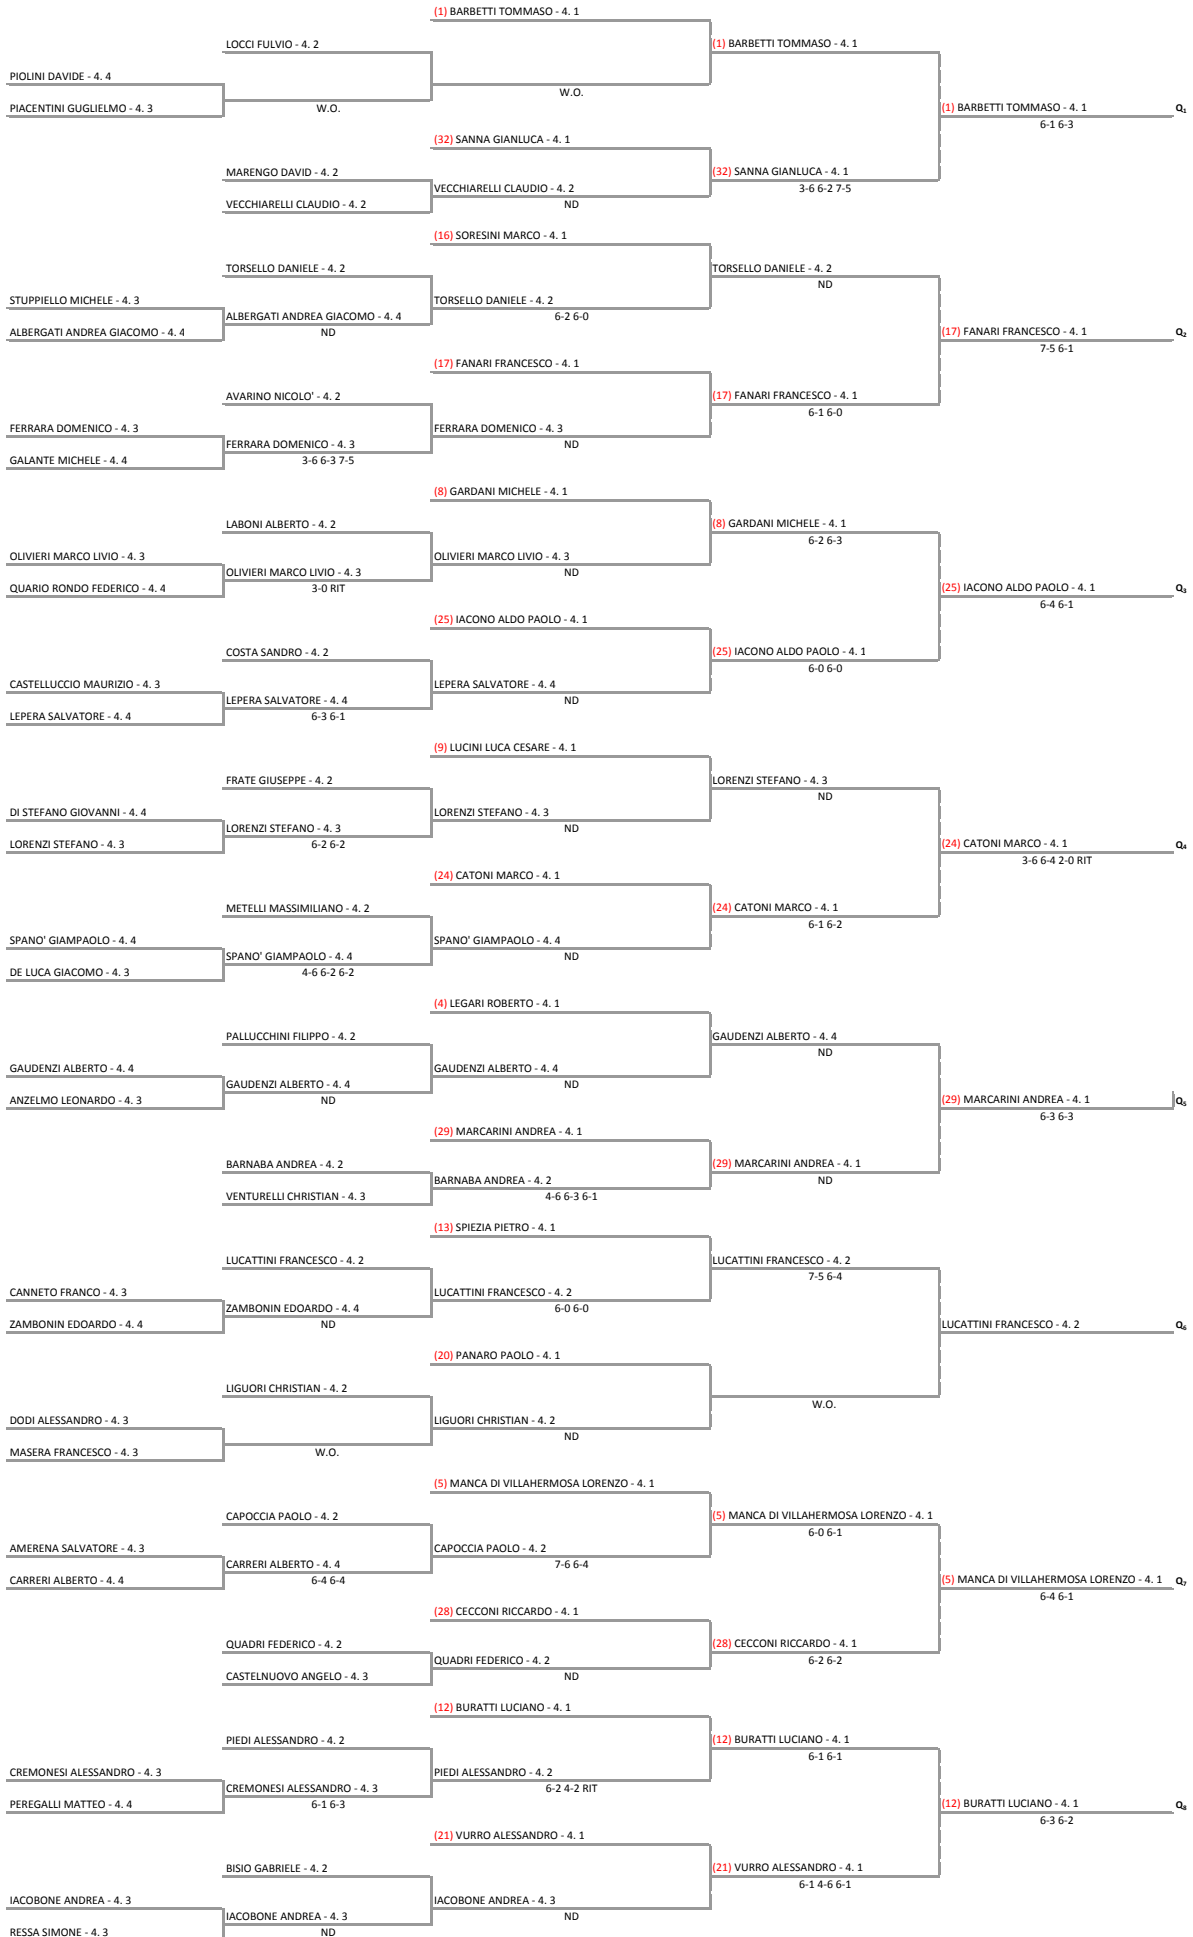 (1) BARBETTI TOMMASO - 4. 1
LOCCI FULVIO - 4. 2
(1) BARBETTI TOMMASO - 4. 1
PIOLINI DAVIDE - 4. 4
W.O.
PIACENTINI GUGLIELMO - 4. 3
W.O.
(1) BARBETTI TOMMASO - 4. 1
Q₁
6-1 6-3
(32) SANNA GIANLUCA - 4. 1
MARENGO DAVID - 4. 2
(32) SANNA GIANLUCA - 4. 1
3-6 6-2 7-5
VECCHIARELLI CLAUDIO - 4. 2
VECCHIARELLI CLAUDIO - 4. 2
ND
(16) SORESINI MARCO - 4. 1
TORSELLO DANIELE - 4. 2
TORSELLO DANIELE - 4. 2
ND
STUPPIELLO MICHELE - 4. 3
TORSELLO DANIELE - 4. 2
6-2 6-0
ALBERGATI ANDREA GIACOMO - 4. 4
ALBERGATI ANDREA GIACOMO - 4. 4
ND
(17) FANARI FRANCESCO - 4. 1
Q₂
7-5 6-1
(17) FANARI FRANCESCO - 4. 1
AVARINO NICOLO' - 4. 2
(17) FANARI FRANCESCO - 4. 1
6-1 6-0
FERRARA DOMENICO - 4. 3
FERRARA DOMENICO - 4. 3
ND
FERRARA DOMENICO - 4. 3
GALANTE MICHELE - 4. 4
3-6 6-3 7-5
(8) GARDANI MICHELE - 4. 1
LABONI ALBERTO - 4. 2
(8) GARDANI MICHELE - 4. 1
6-2 6-3
OLIVIERI MARCO LIVIO - 4. 3
OLIVIERI MARCO LIVIO - 4. 3
ND
OLIVIERI MARCO LIVIO - 4. 3
QUARIO RONDO FEDERICO - 4. 4
3-0 RIT
(25) IACONO ALDO PAOLO - 4. 1
Q₃
6-4 6-1
(25) IACONO ALDO PAOLO - 4. 1
COSTA SANDRO - 4. 2
(25) IACONO ALDO PAOLO - 4. 1
6-0 6-0
CASTELLUCCIO MAURIZIO - 4. 3
LEPERA SALVATORE - 4. 4
ND
LEPERA SALVATORE - 4. 4
LEPERA SALVATORE - 4. 4
6-3 6-1
(9) LUCINI LUCA CESARE - 4. 1
FRATE GIUSEPPE - 4. 2
LORENZI STEFANO - 4. 3
ND
DI STEFANO GIOVANNI - 4. 4
LORENZI STEFANO - 4. 3
ND
LORENZI STEFANO - 4. 3
LORENZI STEFANO - 4. 3
6-2 6-2
(24) CATONI MARCO - 4. 1
Q₄
3-6 6-4 2-0 RIT
(24) CATONI MARCO - 4. 1
METELLI MASSIMILIANO - 4. 2
(24) CATONI MARCO - 4. 1
6-1 6-2
SPANO' GIAMPAOLO - 4. 4
SPANO' GIAMPAOLO - 4. 4
ND
SPANO' GIAMPAOLO - 4. 4
DE LUCA GIACOMO - 4. 3
4-6 6-2 6-2
(4) LEGARI ROBERTO - 4. 1
PALLUCCHINI FILIPPO - 4. 2
GAUDENZI ALBERTO - 4. 4
ND
GAUDENZI ALBERTO - 4. 4
GAUDENZI ALBERTO - 4. 4
ND
GAUDENZI ALBERTO - 4. 4
ANZELMO LEONARDO - 4. 3
ND
(29) MARCARINI ANDREA - 4. 1
Q₅
6-3 6-3
(29) MARCARINI ANDREA - 4. 1
BARNABA ANDREA - 4. 2
(29) MARCARINI ANDREA - 4. 1
ND
BARNABA ANDREA - 4. 2
VENTURELLI CHRISTIAN - 4. 3
4-6 6-3 6-1
(13) SPIEZIA PIETRO - 4. 1
LUCATTINI FRANCESCO - 4. 2
LUCATTINI FRANCESCO - 4. 2
7-5 6-4
CANNETO FRANCO - 4. 3
LUCATTINI FRANCESCO - 4. 2
6-0 6-0
ZAMBONIN EDOARDO - 4. 4
ZAMBONIN EDOARDO - 4. 4
ND
LUCATTINI FRANCESCO - 4. 2
Q₆
(20) PANARO PAOLO - 4. 1
LIGUORI CHRISTIAN - 4. 2
W.O.
DODI ALESSANDRO - 4. 3
LIGUORI CHRISTIAN - 4. 2
ND
MASERA FRANCESCO - 4. 3
W.O.
(5) MANCA DI VILLAHERMOSA LORENZO - 4. 1
CAPOCCIA PAOLO - 4. 2
(5) MANCA DI VILLAHERMOSA LORENZO - 4. 1
6-0 6-1
AMERENA SALVATORE - 4. 3
CAPOCCIA PAOLO - 4. 2
7-6 6-4
CARRERI ALBERTO - 4. 4
CARRERI ALBERTO - 4. 4
6-4 6-4
(5) MANCA DI VILLAHERMOSA LORENZO - 4. 1
Q₇
6-4 6-1
(28) CECCONI RICCARDO - 4. 1
QUADRI FEDERICO - 4. 2
(28) CECCONI RICCARDO - 4. 1
6-2 6-2
QUADRI FEDERICO - 4. 2
CASTELNUOVO ANGELO - 4. 3
ND
(12) BURATTI LUCIANO - 4. 1
PIEDI ALESSANDRO - 4. 2
(12) BURATTI LUCIANO - 4. 1
6-1 6-1
CREMONESI ALESSANDRO - 4. 3
PIEDI ALESSANDRO - 4. 2
6-2 4-2 RIT
CREMONESI ALESSANDRO - 4. 3
PEREGALLI MATTEO - 4. 4
6-1 6-3
(12) BURATTI LUCIANO - 4. 1
Q₈
6-3 6-2
(21) VURRO ALESSANDRO - 4. 1
BISIO GABRIELE - 4. 2
(21) VURRO ALESSANDRO - 4. 1
6-1 4-6 6-1
IACOBONE ANDREA - 4. 3
IACOBONE ANDREA - 4. 3
ND
IACOBONE ANDREA - 4. 3
RESSA SIMONE - 4. 3
ND